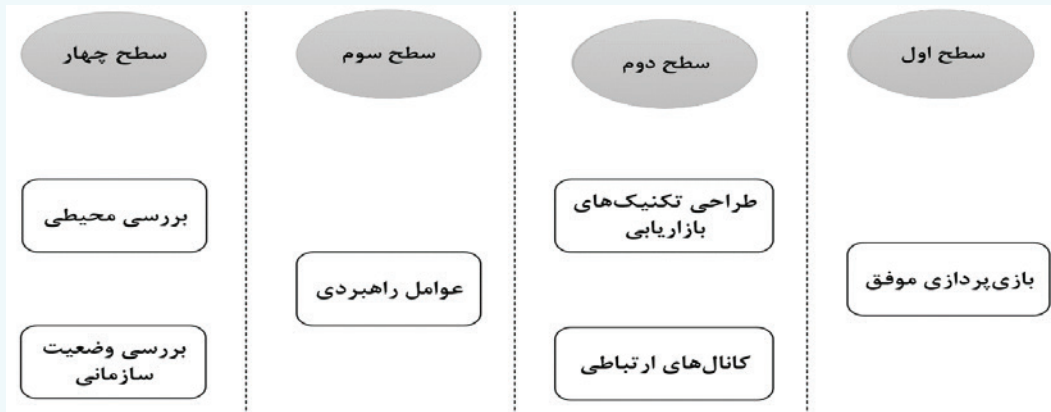 سطح اول
سطح دوم
سطح سوم
سطح چهار
بازی‌پردازی موفق
طراحی تکنیک‌های
بازاریابی
کانال‌های ارتباطی
عوامل راهبردی
بررسی محیطی
بررسی وضعیت
سازمانی